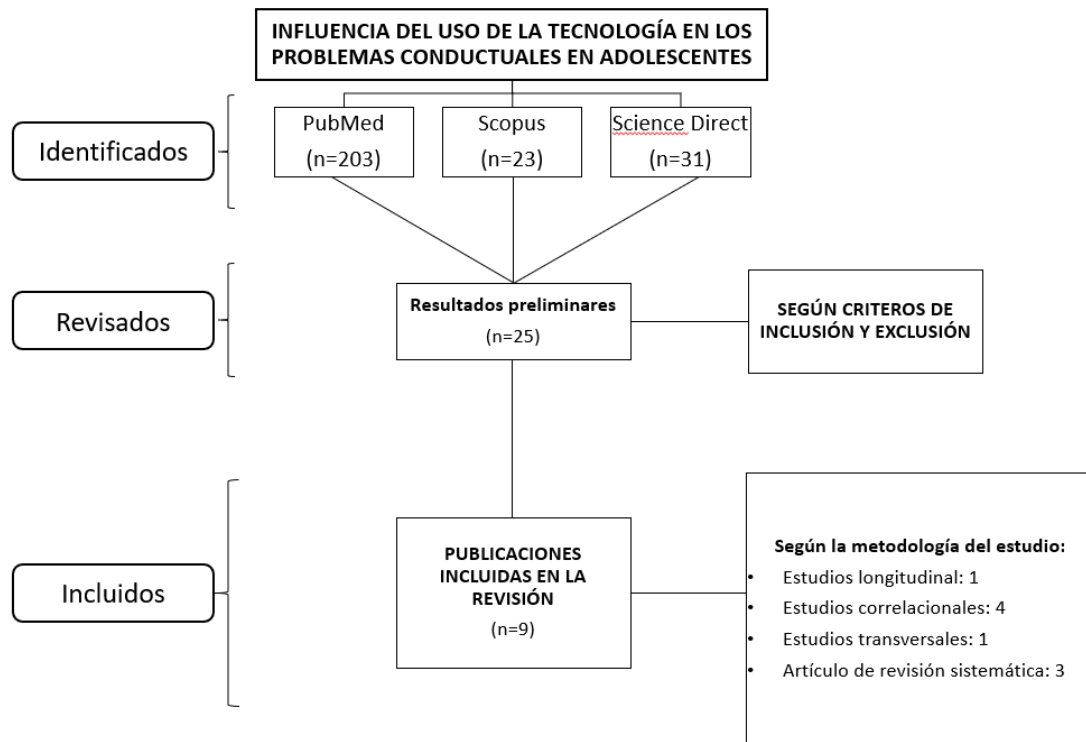 INFLUENCIA DEL USO DE LA TECNOLOGÍA EN LOS
PROBLEMAS CONDUCTUALES EN ADOLESCENTES
Identificados
PubMed
(n=203)
Scopus
(n=23)
Science Direct
(n=31)
Revisados
Resultados preliminares
(n=25)
SEGÚN CRITEROS DE
INCLUSIÓN Y EXCLUSIÓN
Incluidos
PUBLICACIONES
INCLUIDAS EN LA
REVISIÓN
(n=9)
Según la metodología del estudio:
• Estudios longitudinal: 1
• Estudios correlacionales: 4
• Estudios transversales: 1
• Artículo de revisión sistemática: 3